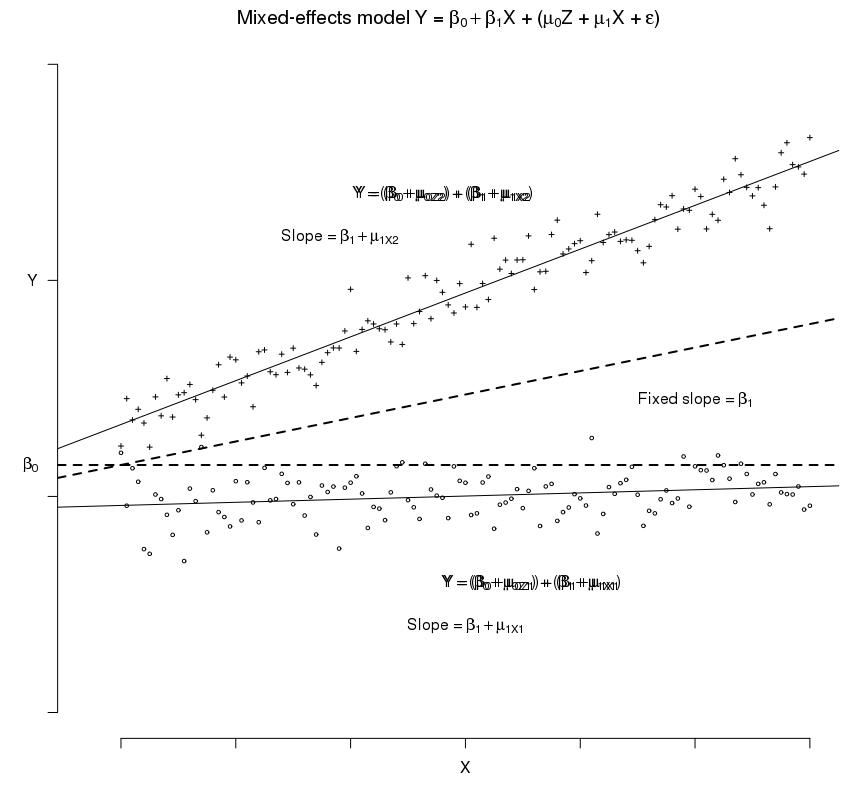 Mixed-effects model Y = β₀ + β₁X + (μ₀Z + μ₁X + ε)
Y = (β₀ + μ₀Z2) + (β₁ + μ₁X2)
Slope = β₁ + μ₁X2
Y
Fixed slope = β₁
β₀
Y = (β₀ + μ₀Z1) + (β₁ + μ₁X1)
Slope = β₁ + μ₁X1
X